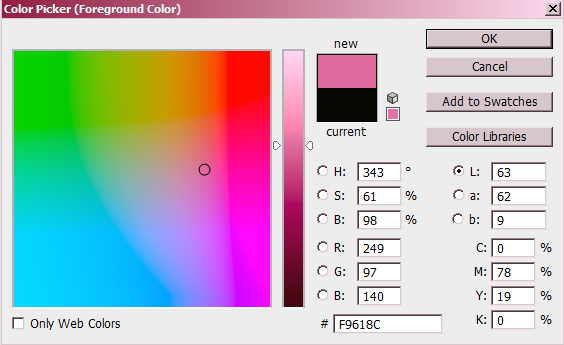 Color Picker (Foreground Color)
new
current
OK
Cancel
Add to Swatches
Color Libraries
H: 343 °
S: 61 %
B: 98 %
R: 249
G: 97
B: 140
# F9618C
L: 63
a: 62
b: 9
C: 0 %
M: 78 %
Y: 19 %
K: 0 %
Only Web Colors